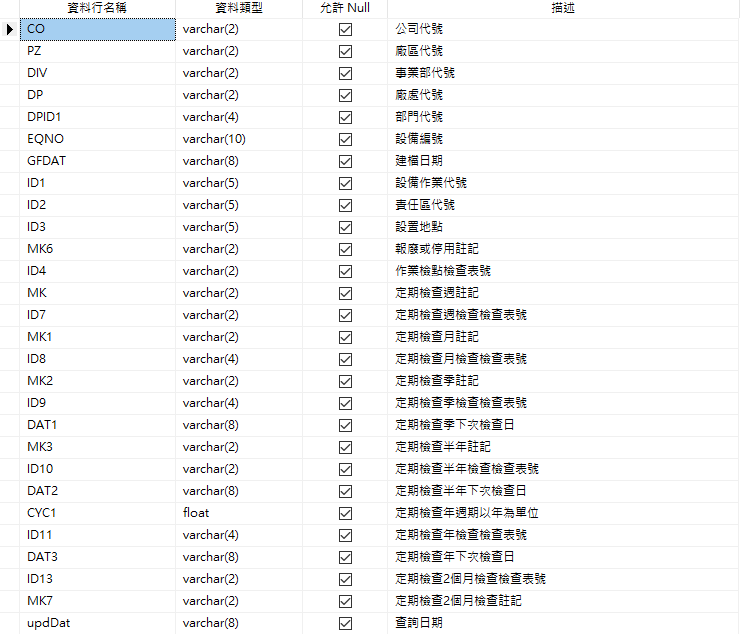 資料行名稱 資料類型 允許 Null 描述
CO varchar(2) 公司代號
PZ varchar(2) 廠區代號
DIV varchar(2) 事業部代號
DP varchar(2) 廠處代號
DPID1 varchar(4) 部門代號
EQNO varchar(10) 設備編號
GFDAT varchar(8) 建檔日期
ID1 varchar(5) 設備作業代號
ID2 varchar(5) 責任區代號
ID3 varchar(5) 設置地點
MK6 varchar(2) 報廢或停用註記
ID4 varchar(2) 作業檢點檢查表號
MK varchar(2) 定期檢查週註記
ID7 varchar(2) 定期檢查週檢查檢查表號
MK1 varchar(2) 定期檢查月註記
ID8 varchar(4) 定期檢查月檢查檢查表號
MK2 varchar(2) 定期檢查季註記
ID9 varchar(4) 定期檢查季檢查檢查表號
DAT1 varchar(8) 定期檢查季下次檢查日
MK3 varchar(2) 定期檢查半年註記
ID10 varchar(2) 定期檢查半年檢查檢查表號
DAT2 varchar(8) 定期檢查半年下次檢查日
CYC1 float 定期檢查年週期以年為單位
ID11 varchar(4) 定期檢查年檢查檢查表號
DAT3 varchar(8) 定期檢查年下次檢查日
ID13 varchar(2) 定期檢查2個月檢查檢查表號
MK7 varchar(2) 定期檢查2個月檢查註記
updDat varchar(8) 查詢日期